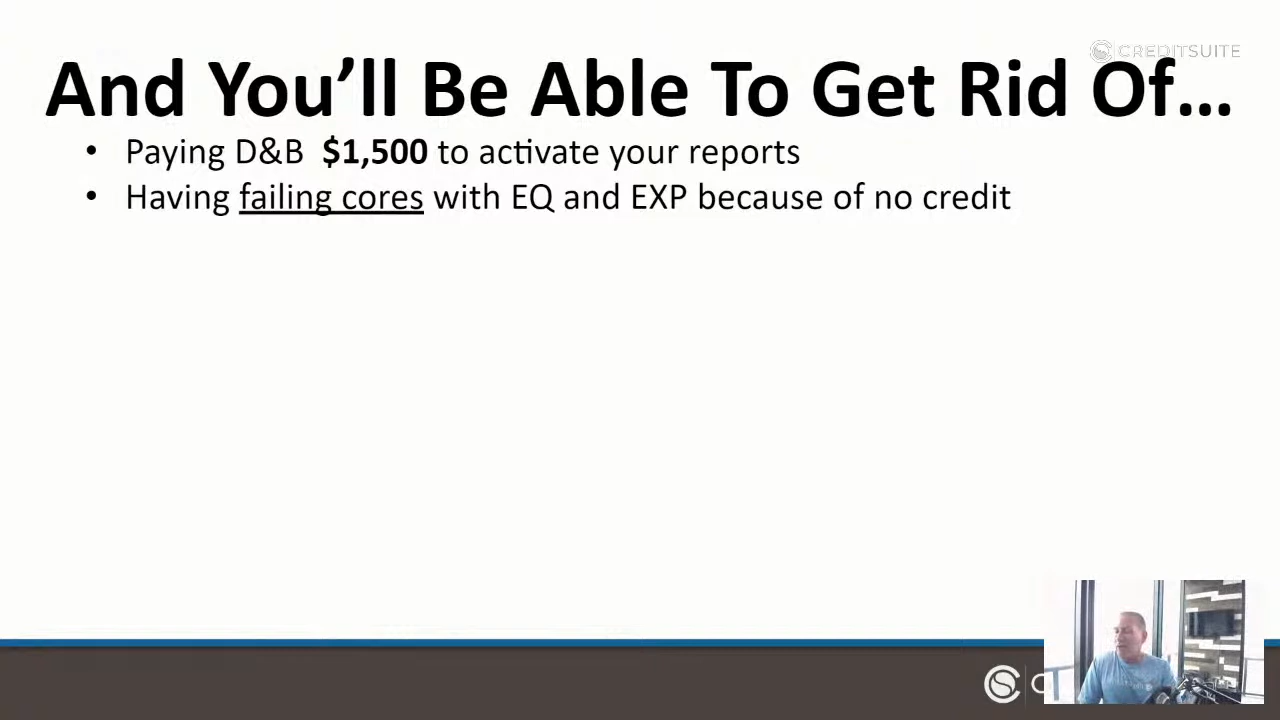 CREDITSUITE
And You’ll Be Able To Get Rid Of…
• Paying D&B $1,500 to activate your reports
• Having failing cores with EQ and EXP because of no credit